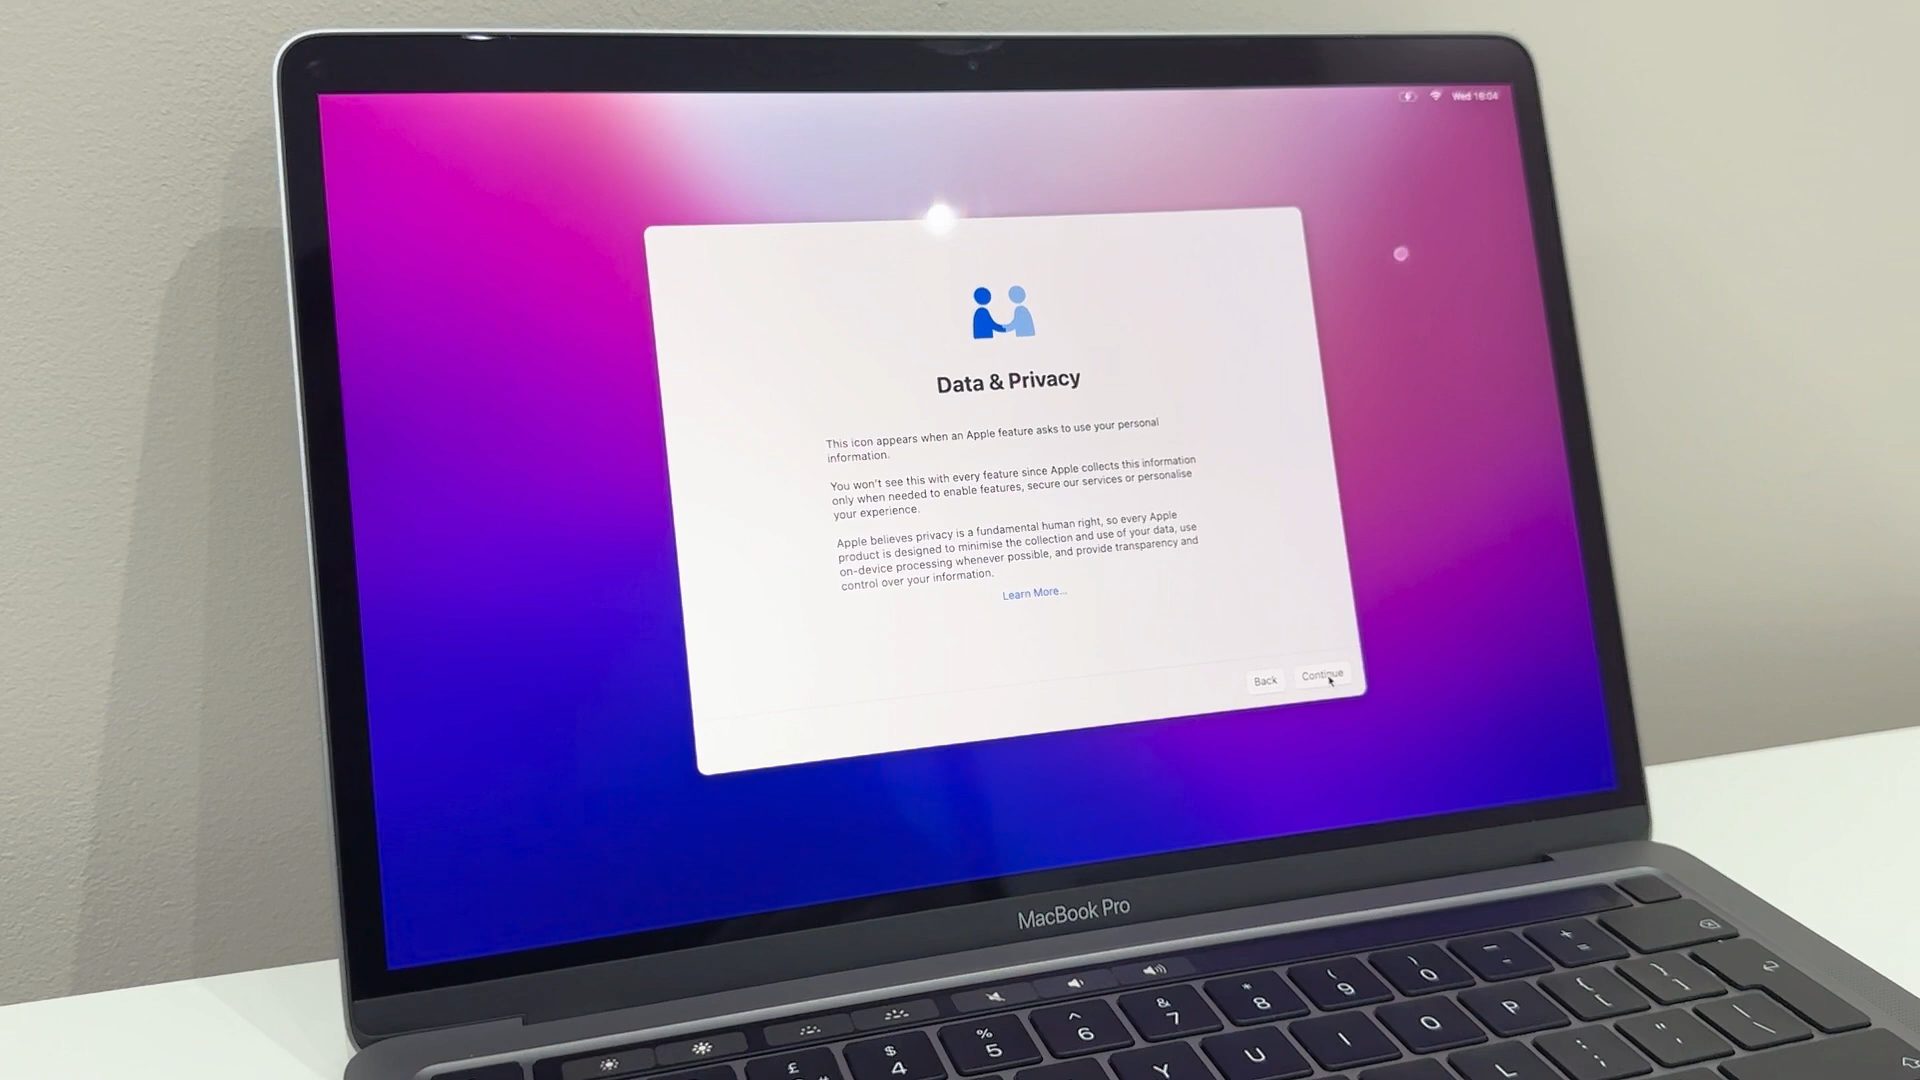 Wed 16:04
Data & Privacy
This icon appears when an Apple feature asks to use your personal
information.
You won't see this with every feature since Apple collects this information
only when needed to enable features, secure our services or personalise
your experience.
Apple believes privacy is a fundamental human right, so every Apple
product is designed to minimise the collection and use of your data, use
on-device processing whenever possible, and provide transparency and
control over your information.
Learn More...
Back Continue
MacBook Pro
£ $ 4 % 5 ^ 6 & 7 * 8 ( 9 ) 0 _ - + =
Y U I O P { [ } ]
L : ; " ' | \